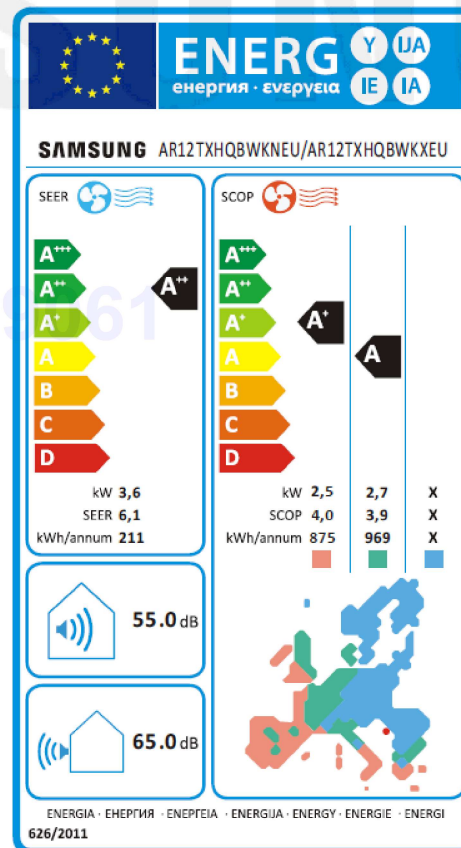 ENERG Y IJA
енергия · ενεργεια IE IA
SAMSUNG AR12TXHQBWKNEU/AR12TXHQBWKXEU
SEER
SCOP
A+++
A++
A+
A
B
C
D
A++
A+++
A++
A+
A
B
C
D
A+
A
kW 3,6
SEER 6,1
kWh/annum 211
kW 2,5 2,7 X
SCOP 4,0 3,9 X
kWh/annum 875 969 X
55.0 dB
65.0 dB
ENERGIA · ЕНЕРГИЯ · ΕΝΕΡΓΕΙΑ · ENERGIJA · ENERGY · ENERGIE · ENERGI
626/2011